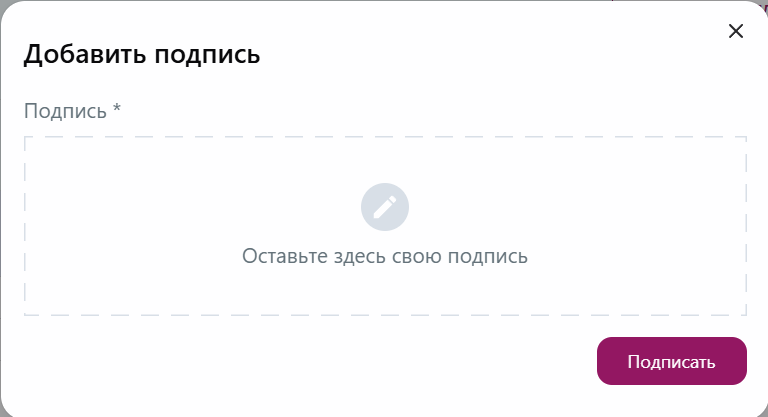 Добавить подпись
Подпись *
Оставьте здесь свою подпись
Подписать